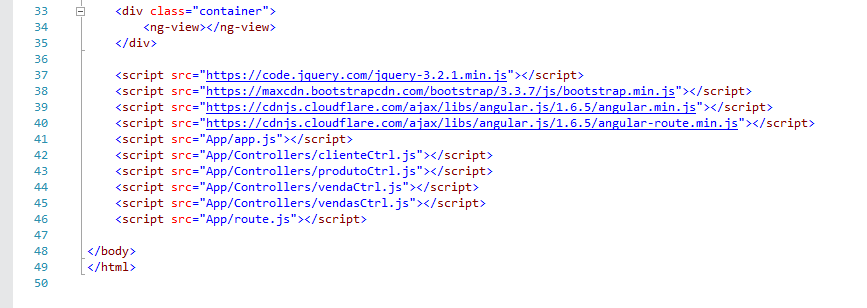 33 <div class="container">
34 <ng-view></ng-view>
35 </div>
36
37 <script src="https://code.jquery.com/jquery-3.2.1.min.js"></script>
38 <script src="https://maxcdn.bootstrapcdn.com/bootstrap/3.3.7/js/bootstrap.min.js"></script>
39 <script src="https://cdnjs.cloudflare.com/ajax/libs/angular.js/1.6.5/angular.min.js"></script>
40 <script src="https://cdnjs.cloudflare.com/ajax/libs/angular.js/1.6.5/angular-route.min.js"></script>
41 <script src="App/app.js"></script>
42 <script src="App/Controllers/clienteCtrl.js"></script>
43 <script src="App/Controllers/produtoCtrl.js"></script>
44 <script src="App/Controllers/vendaCtrl.js"></script>
45 <script src="App/Controllers/vendasCtrl.js"></script>
46 <script src="App/route.js"></script>
47
48 </body>
49 </html>
50